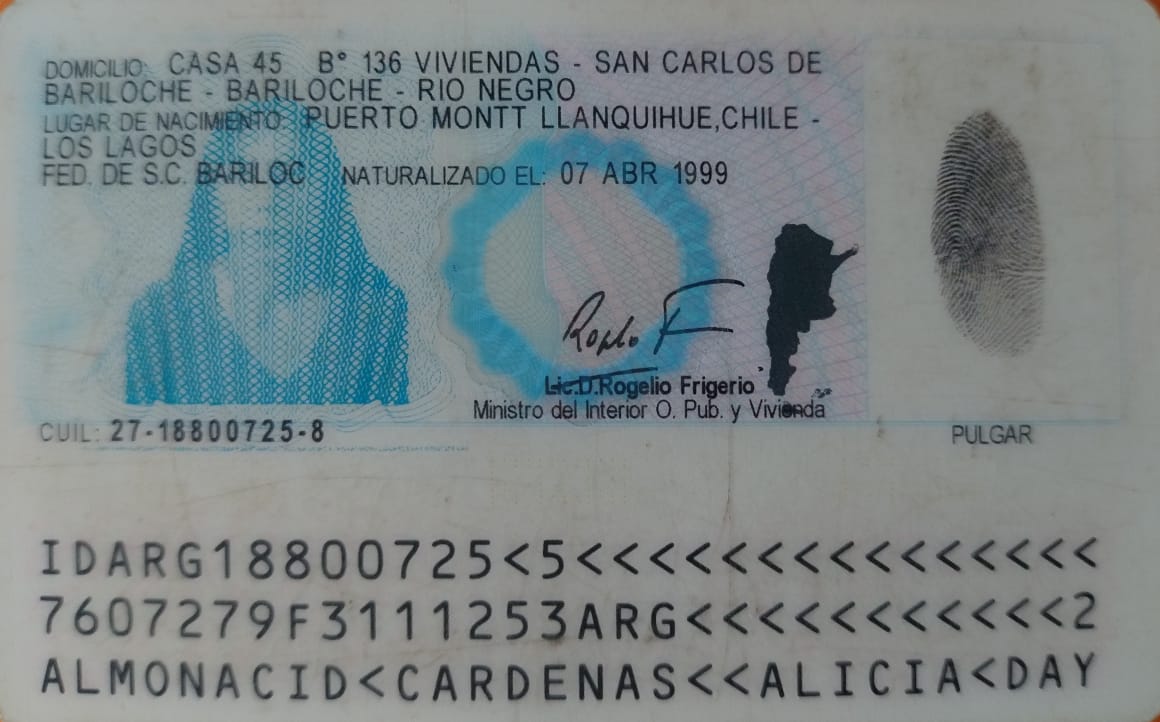 DOMICILIO: CASA 45 B° 136 VIVIENDAS - SAN CARLOS DE
BARILOCHE - BARILOCHE - RIO NEGRO
LUGAR DE NACIMIENTO PUERTO MONTT LLANQUIHUE,CHILE -
LOS LAGOS
FED. DE S.C. BARILOC NATURALIZADO EL: 07 ABR 1999
Lic.D.Rogelio Frigerio
Ministro del Interior O. Pub. y Vivienda
CUIL: 27-18800725-8
PULGAR
IDARG18800725<5<<<<<<<<<<<<<<<
7607279F3111253ARG<<<<<<<<<<<2
ALMONACID<CARDENAS<<ALICIA<DAY